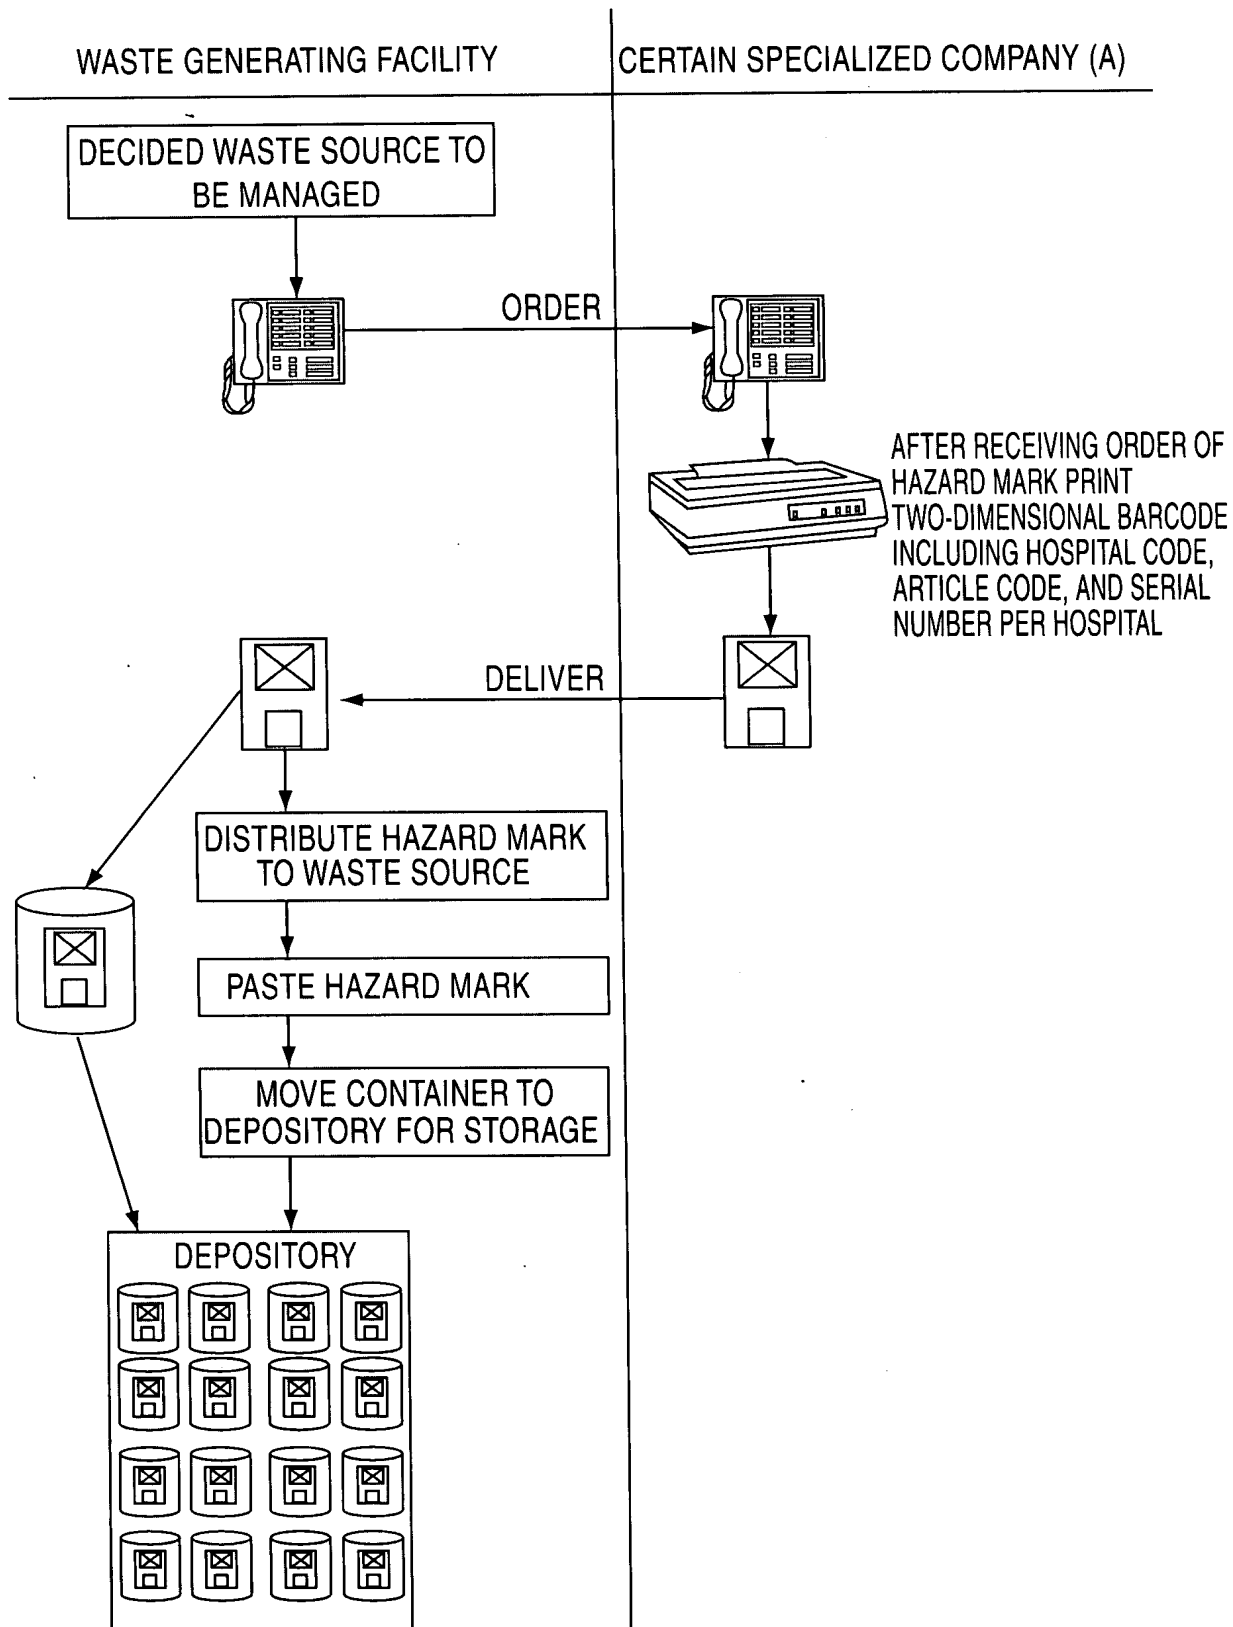 WASTE GENERATING FACILITY
CERTAIN SPECIALIZED COMPANY (A)
DECIDED WASTE SOURCE TO
BE MANAGED
ORDER
AFTER RECEIVING ORDER OF
HAZARD MARK PRINT
TWO-DIMENSIONAL BARCODE
INCLUDING HOSPITAL CODE,
ARTICLE CODE, AND SERIAL
NUMBER PER HOSPITAL
DELIVER
DISTRIBUTE HAZARD MARK
TO WASTE SOURCE
PASTE HAZARD MARK
MOVE CONTAINER TO
DEPOSITORY FOR STORAGE
DEPOSITORY